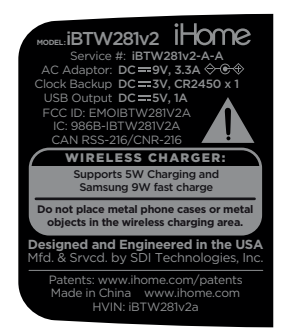 MODEL: iBTW281v2 iHome
Service #: iBTW281v2-A-A
AC Adaptor: DC 9V, 3.3A
Clock Backup DC 3V, CR2450 x 1
USB Output DC 5V, 1A
FCC ID: EMOIBTW281V2A
IC: 986B-IBTW281V2A
CAN RSS-216/CNR-216
WIRELESS CHARGER:
Supports 5W Charging and
Samsung 9W fast charge
Do not place metal phone cases or metal
objects in the wireless charging area.
Designed and Engineered in the USA
Mfd. & Srvcd. by SDI Technologies, Inc.
Patents: www.ihome.com/patents
Made in China www.ihome.com
HVIN: iBTW281v2a